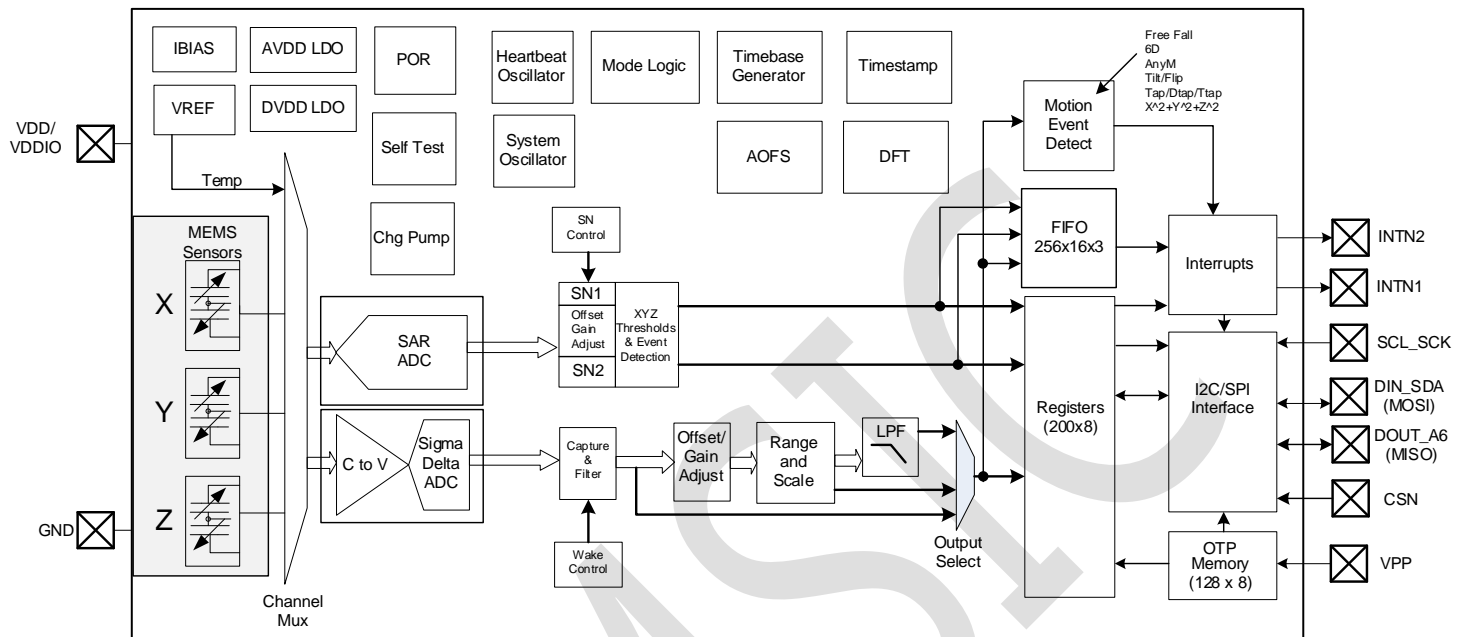 IBIAS
AVDD LDO
POR
Heartbeat
Oscillator
Mode Logic
Timebase
Generator
Timestamp
Free Fall
6D
AnyM
Tilt/Flip
Tap/Dtap/Ttap
X^2+Y^2+Z^2
VREF
DVDD LDO
Self Test
System
Oscillator
AOFS
DFT
Motion
Event
Detect
VDD/
VDDIO
Temp
Chg Pump
SN
Control
FIFO
256x16x3
Interrupts
INTN2
INTN1
MEMS
Sensors
X
Y
Z
SAR
ADC
SN1
Offset
Gain
Adjust
SN2
XYZ
Thresholds
& Event
Detection
SCL_SCK
I2C/SPI
Interface
DIN_SDA
(MOSI)
DOUT_A6
(MISO)
CSN
Registers
(200x8)
C to V
Sigma
Delta
ADC
Capture
&
Filter
Offset/
Gain
Adjust
Range
and
Scale
LPF
Output
Select
Wake
Control
GND
OTP
Memory
(128 x 8)
VPP
Channel
Mux
MSIC